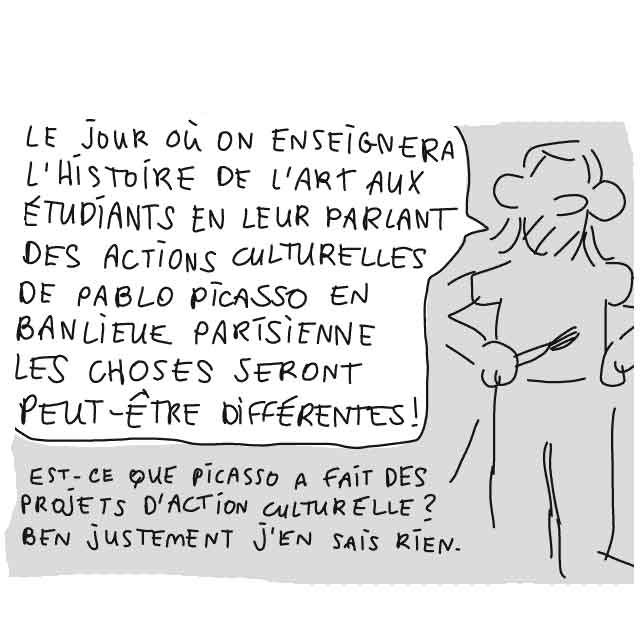 LE JOUR OÙ ON ENSEIGNERA
L'HISTOIRE DE L'ART AUX
ÉTUDIANTS EN LEUR PARLANT
DES ACTIONS CULTURELLES
DE PABLO PICASSO EN
BANLIEUE PARISIENNE
LES CHOSES SERONT
PEUT-ÊTRE DIFFÉRENTES!
EST-CE QUE PICASSO A FAIT DES
PROJETS D'ACTION CULTURELLE?
BEN JUSTEMENT J'EN SAIS RIEN.